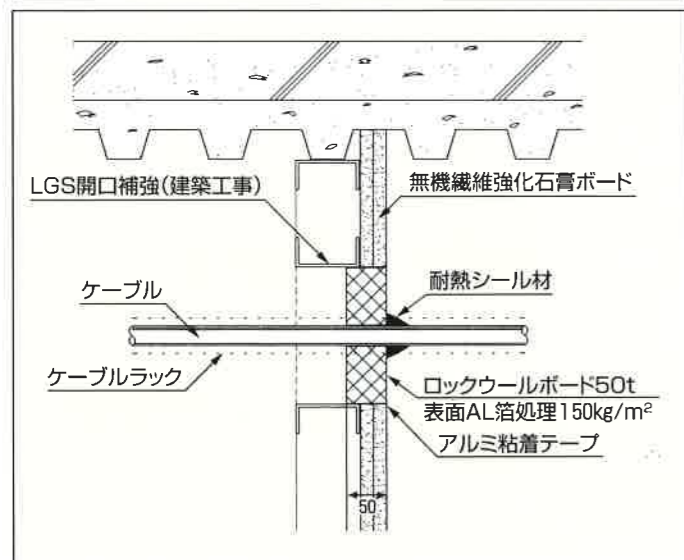 LGS開口補強(建築工事)
無機繊維強化石膏ボード
耐熱シール材
ケーブル
ケーブルラック
ロックウールボード50t
表面AL箔処理150kg/m²
アルミ粘着テープ
50